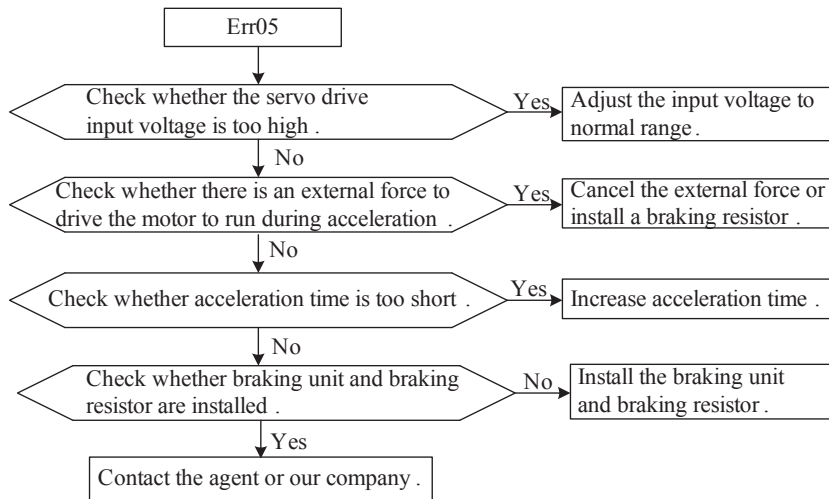 Err05
Check whether the servo drive
input voltage is too high .
Yes
Adjust the input voltage to
normal range.
No
Check whether there is an external force to
drive the motor to run during acceleration .
Yes
Cancel the external force or
install a braking resistor .
No
Check whether acceleration time is too short .
Yes
Increase acceleration time .
No
Check whether braking unit and braking
resistor are installed .
No
Install the braking unit
and braking resistor .
Yes
Contact the agent or our company .